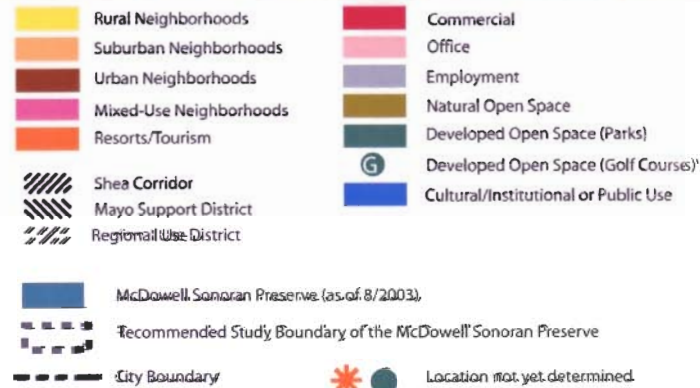 Rural Neighborhoods
Suburban Neighborhoods
Urban Neighborhoods
Mixed-Use Neighborhoods
Resorts/Tourism
Shea Corridor
Mayo Support District
Regional Use District
Commercial
Office
Employment
Natural Open Space
Developed Open Space (Parks)
G Developed Open Space (Golf Courses)
Cultural/Institutional or Public Use
McDowell Sonoran Preserve (as of 8/2003)
Recommended Study Boundary of the McDowell Sonoran Preserve
City Boundary
Location not yet determined